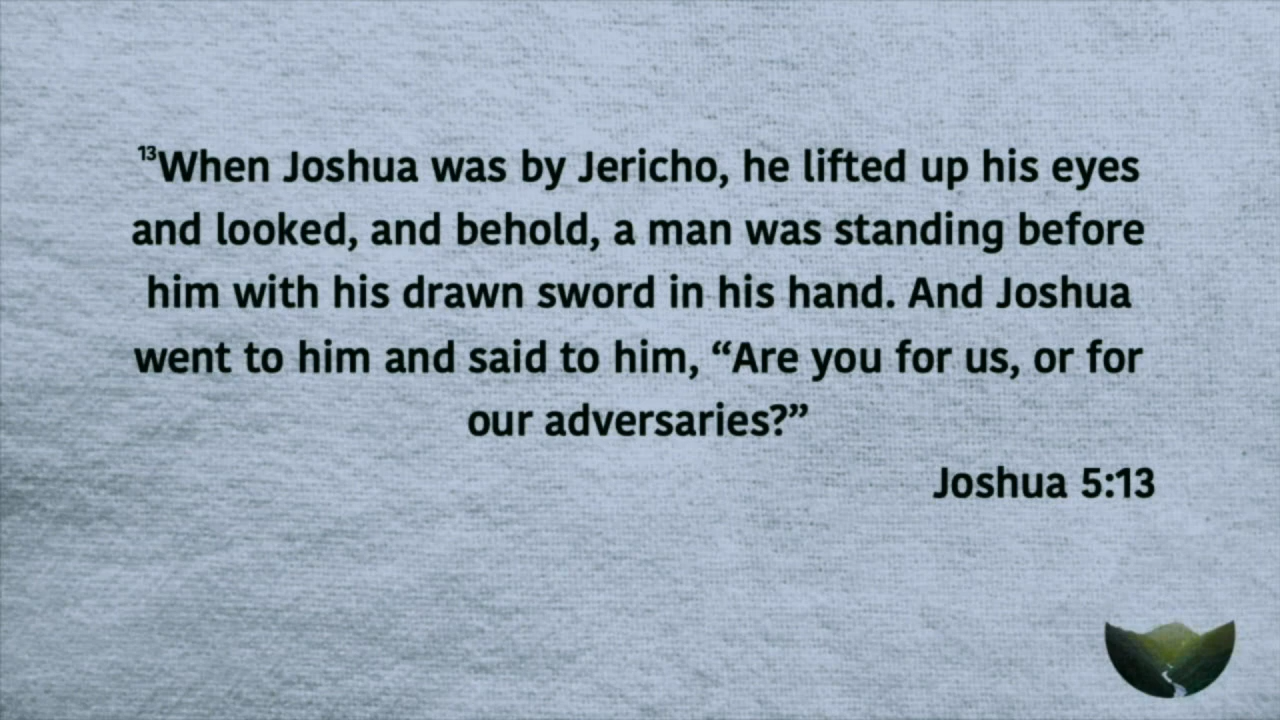 ¹³When Joshua was by Jericho, he lifted up his eyes
and looked, and behold, a man was standing before
him with his drawn sword in his hand. And Joshua
went to him and said to him, “Are you for us, or for
our adversaries?”
Joshua 5:13